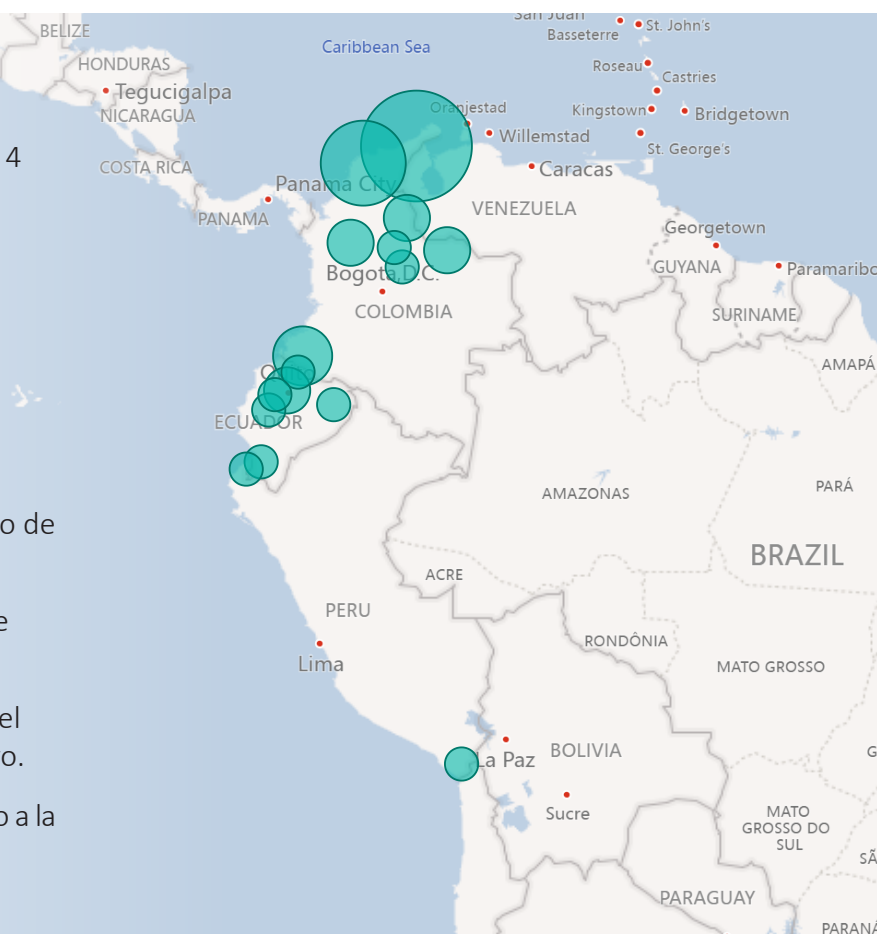 San Juan
BELIZE
St. John's
Basseterre
Caribbean Sea
HONDURAS
Roseau
Castries
Tegucigalpa
Oranjestad
NICARAGUA
Kingstown
Bridgetown
Willemstad
St. George's
4
COSTA RICA
Caracas
Panama City
VENEZUELA
PANAMA
Georgetown
GUYANA
Paramaribo
Bogota, D.C.
COLOMBIA
SURINAME
AMAPÁ
ECUADOR
PARÁ
AMAZONAS
o de
BRAZIL
ACRE
PERU
e
RONDÔNIA
Lima
MATO GROSSO
el
BOLIVIA
G
o.
La Paz
Sucre
o a la
MATO
GROSSO DO
SUL
SÃ
PARAGUAY
PARANÁ